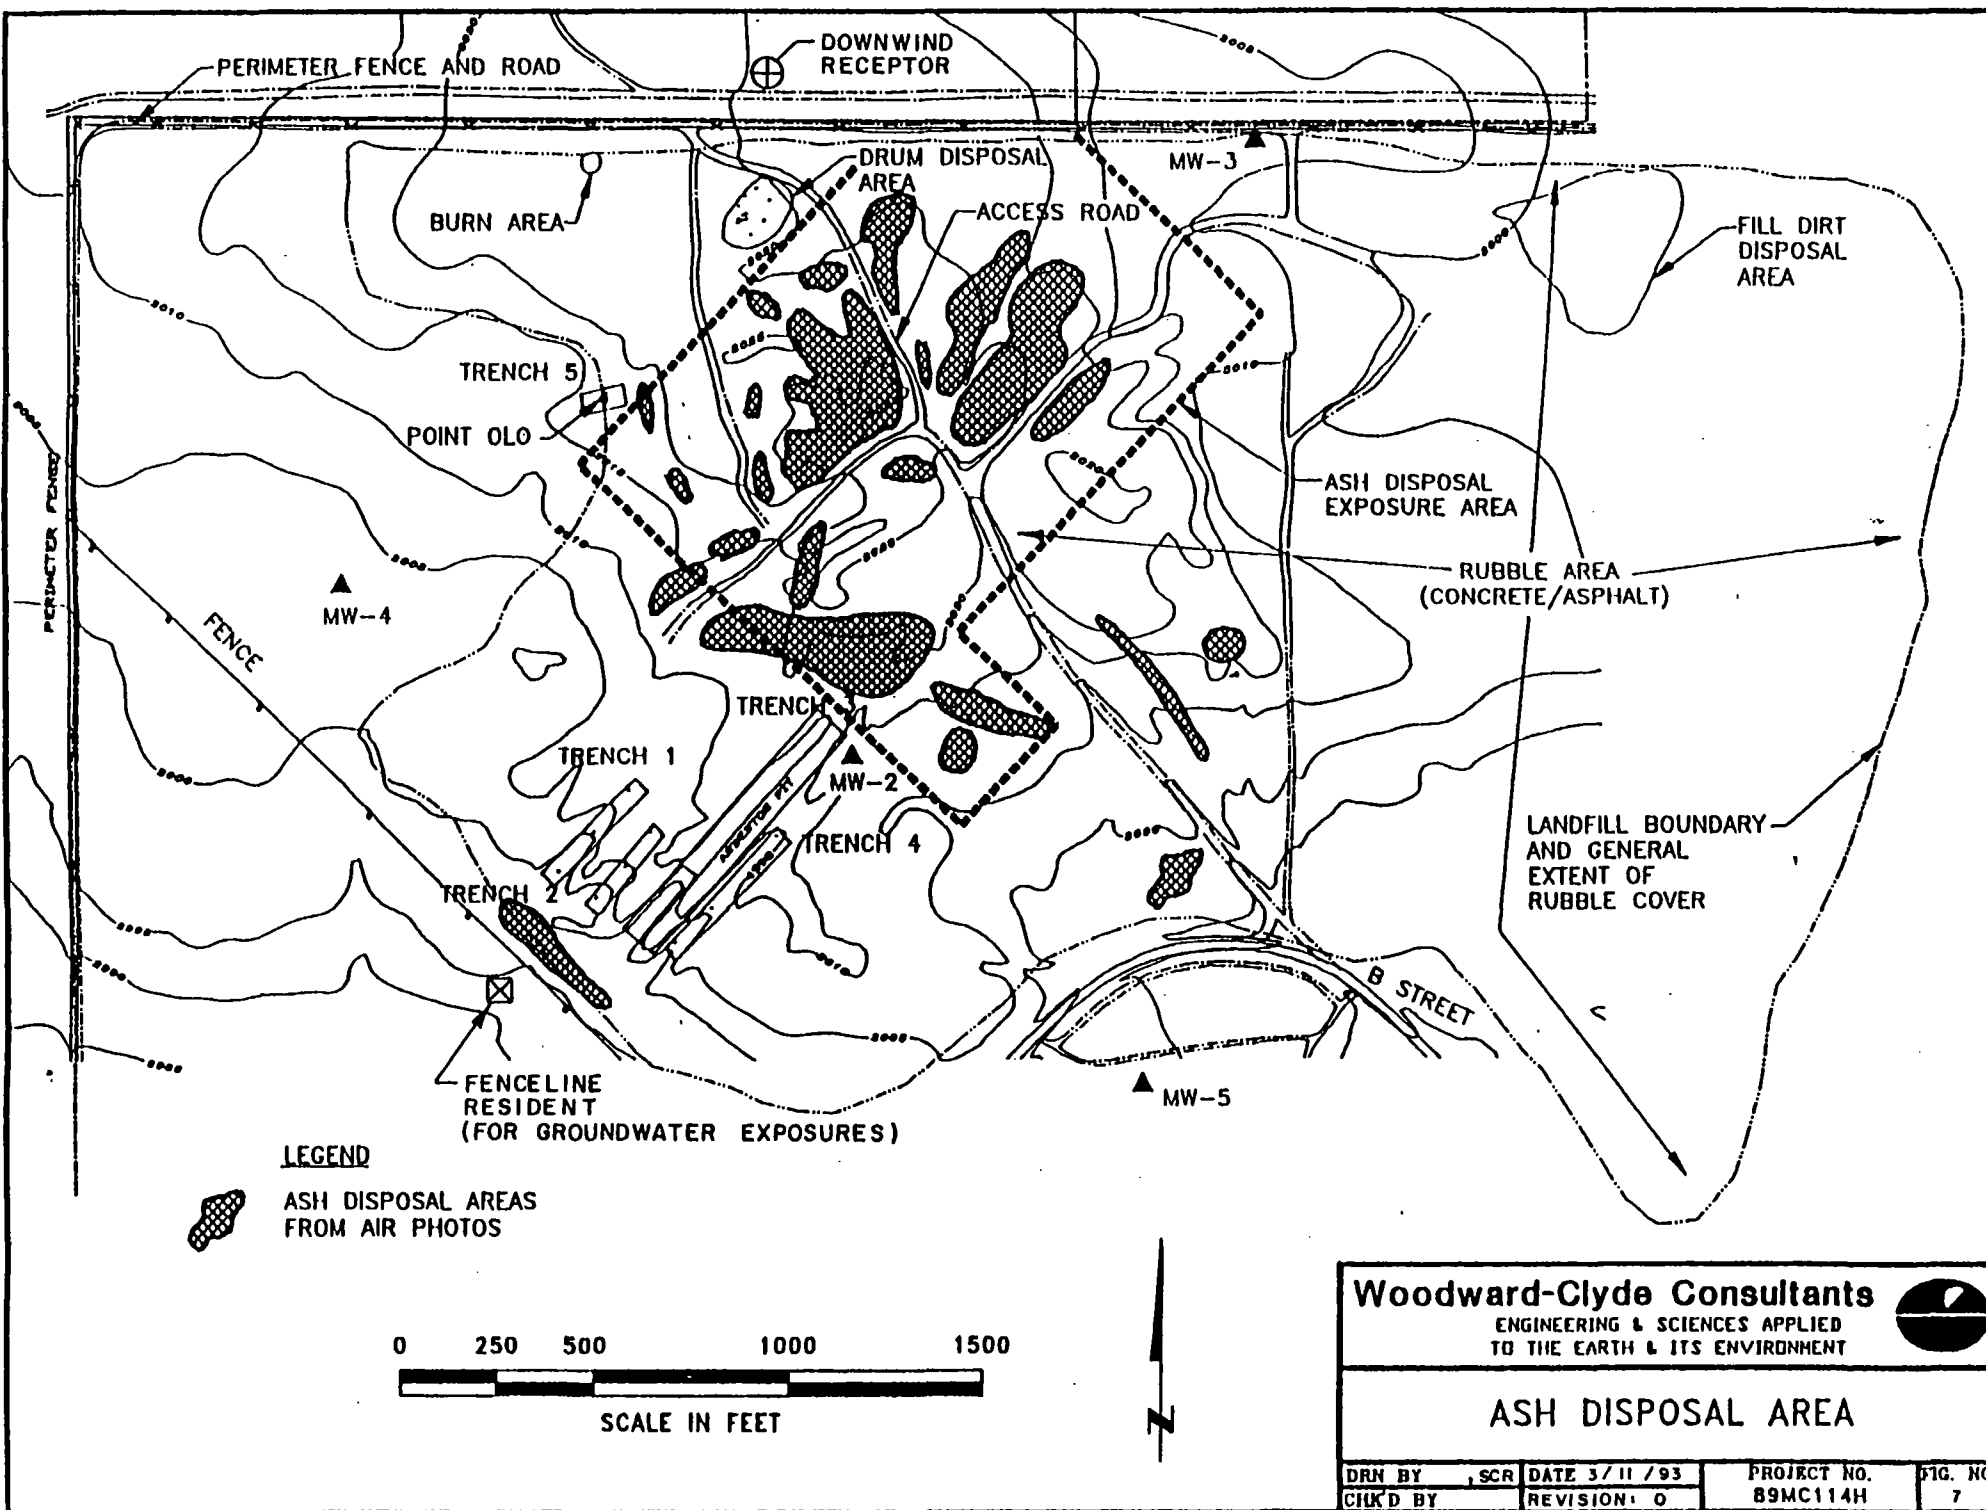 DOWNWIND
RECEPTOR
PERIMETER FENCE AND ROAD
DRUM DISPOSAL
AREA
MW-3
BURN AREA
ACCESS ROAD
FILL DIRT
DISPOSAL
AREA
TRENCH 5
POINT OLO
ASH DISPOSAL
EXPOSURE AREA
PERIMETER FENCE
FENCE
MW-4
RUBBLE AREA
(CONCRETE/ASPHALT)
TRENCH
TRENCH 1
MW-2
TRENCH 4
TRENCH 2
LANDFILL BOUNDARY
AND GENERAL
EXTENT OF
RUBBLE COVER
B STREET
MW-5
FENCELINE
RESIDENT
(FOR GROUNDWATER EXPOSURES)
LEGEND
ASH DISPOSAL AREAS
FROM AIR PHOTOS
0 250 500 1000 1500
SCALE IN FEET
N
Woodward-Clyde Consultants
ENGINEERING & SCIENCES APPLIED
TO THE EARTH & ITS ENVIRONMENT
ASH DISPOSAL AREA
DRN BY SCR DATE 3/11/93 PROJECT NO. FIG. NO
CHK'D BY REVISION: 0 89MC114H 7